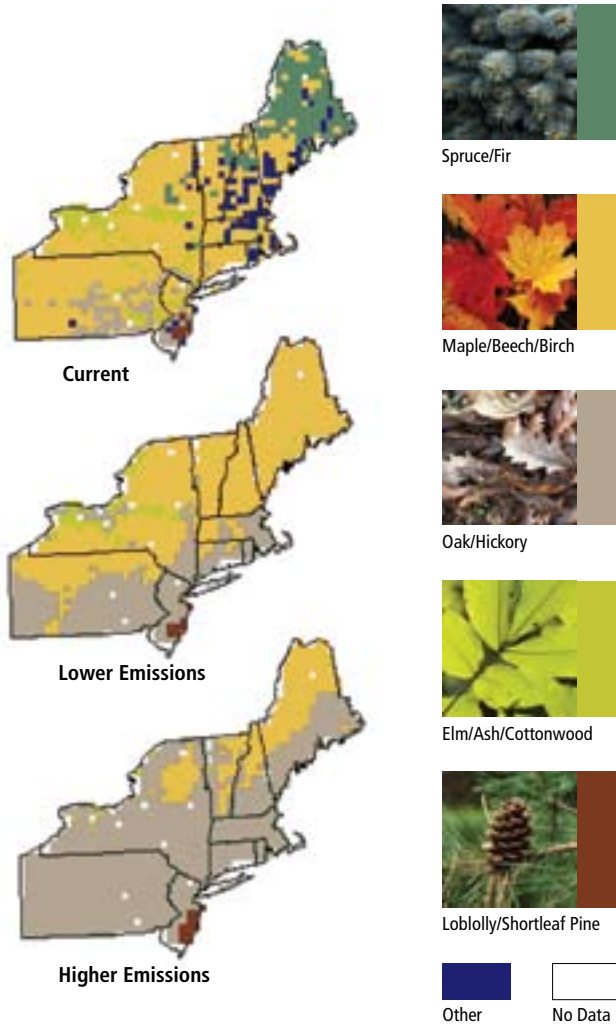 Spruce/Fir
Maple/Beech/Birch
Current
Oak/Hickory
Lower Emissions
Elm/Ash/Cottonwood
Loblolly/Shortleaf Pine
Higher Emissions
Other
No Data